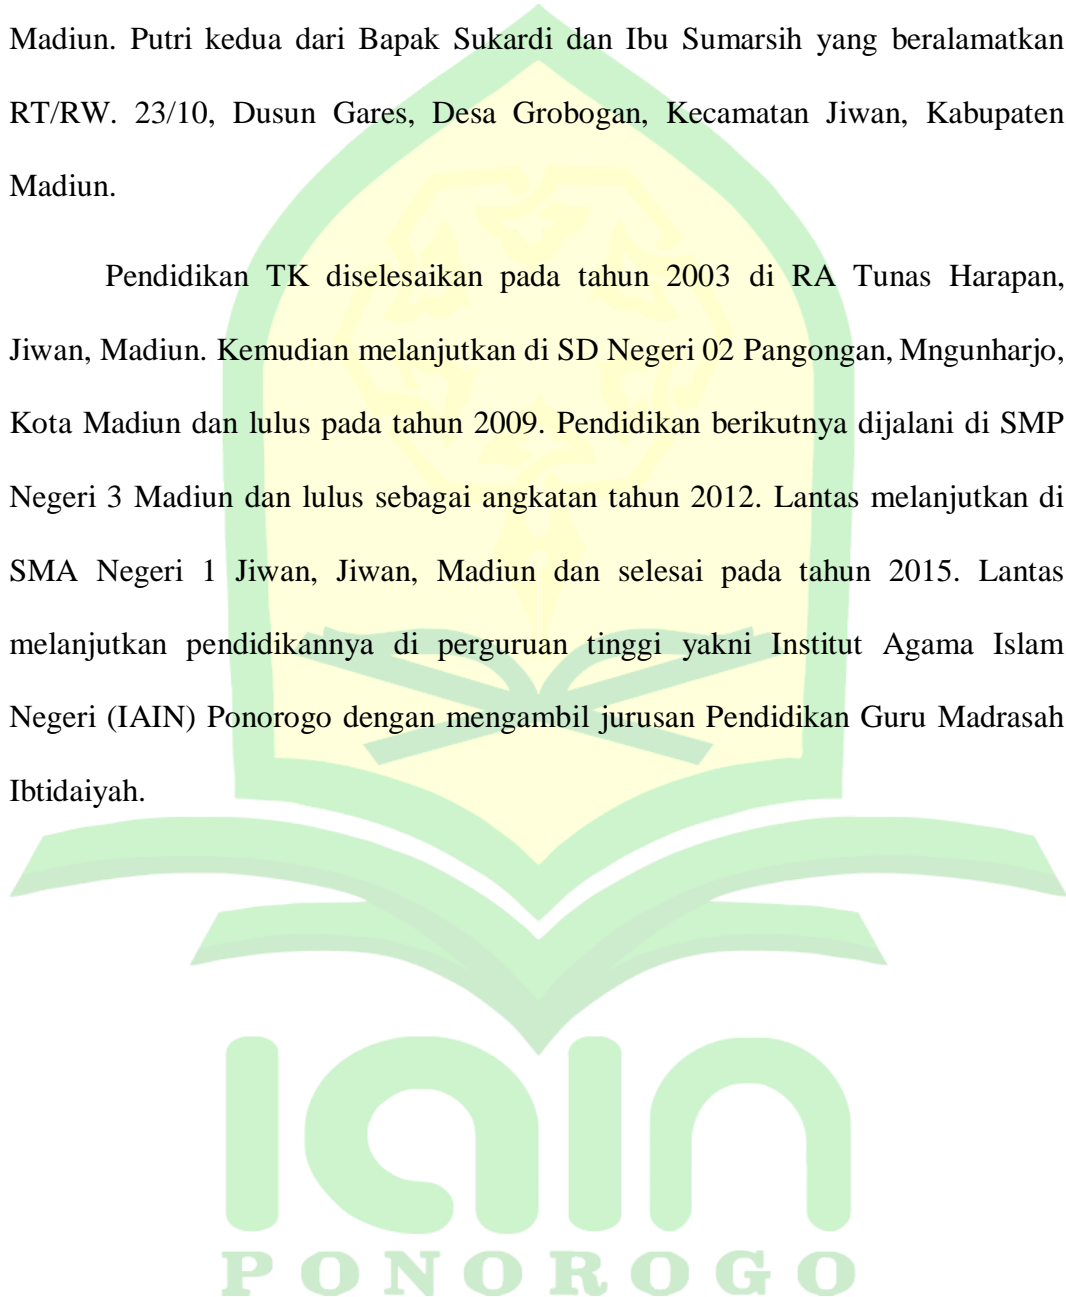 Madiun. Putri kedua dari Bapak Sukardi dan Ibu Sumarsih yang beralamatkan
RT/RW. 23/10, Dusun Gares, Desa Grobogan, Kecamatan Jiwan, Kabupaten
Madiun.
Pendidikan TK diselesaikan pada tahun 2003 di RA Tunas Harapan,
Jiwan, Madiun. Kemudian melanjutkan di SD Negeri 02 Pangongan, Mngunharjo,
Kota Madiun dan lulus pada tahun 2009. Pendidikan berikutnya dijalani di SMP
Negeri 3 Madiun dan lulus sebagai angkatan tahun 2012. Lantas melanjutkan di
SMA Negeri 1 Jiwan, Jiwan, Madiun dan selesai pada tahun 2015. Lantas
melanjutkan pendidikannya di perguruan tinggi yakni Institut Agama Islam
Negeri (IAIN) Ponorogo dengan mengambil jurusan Pendidikan Guru Madrasah
Ibtidaiyah.
IAIN
PONOROGO